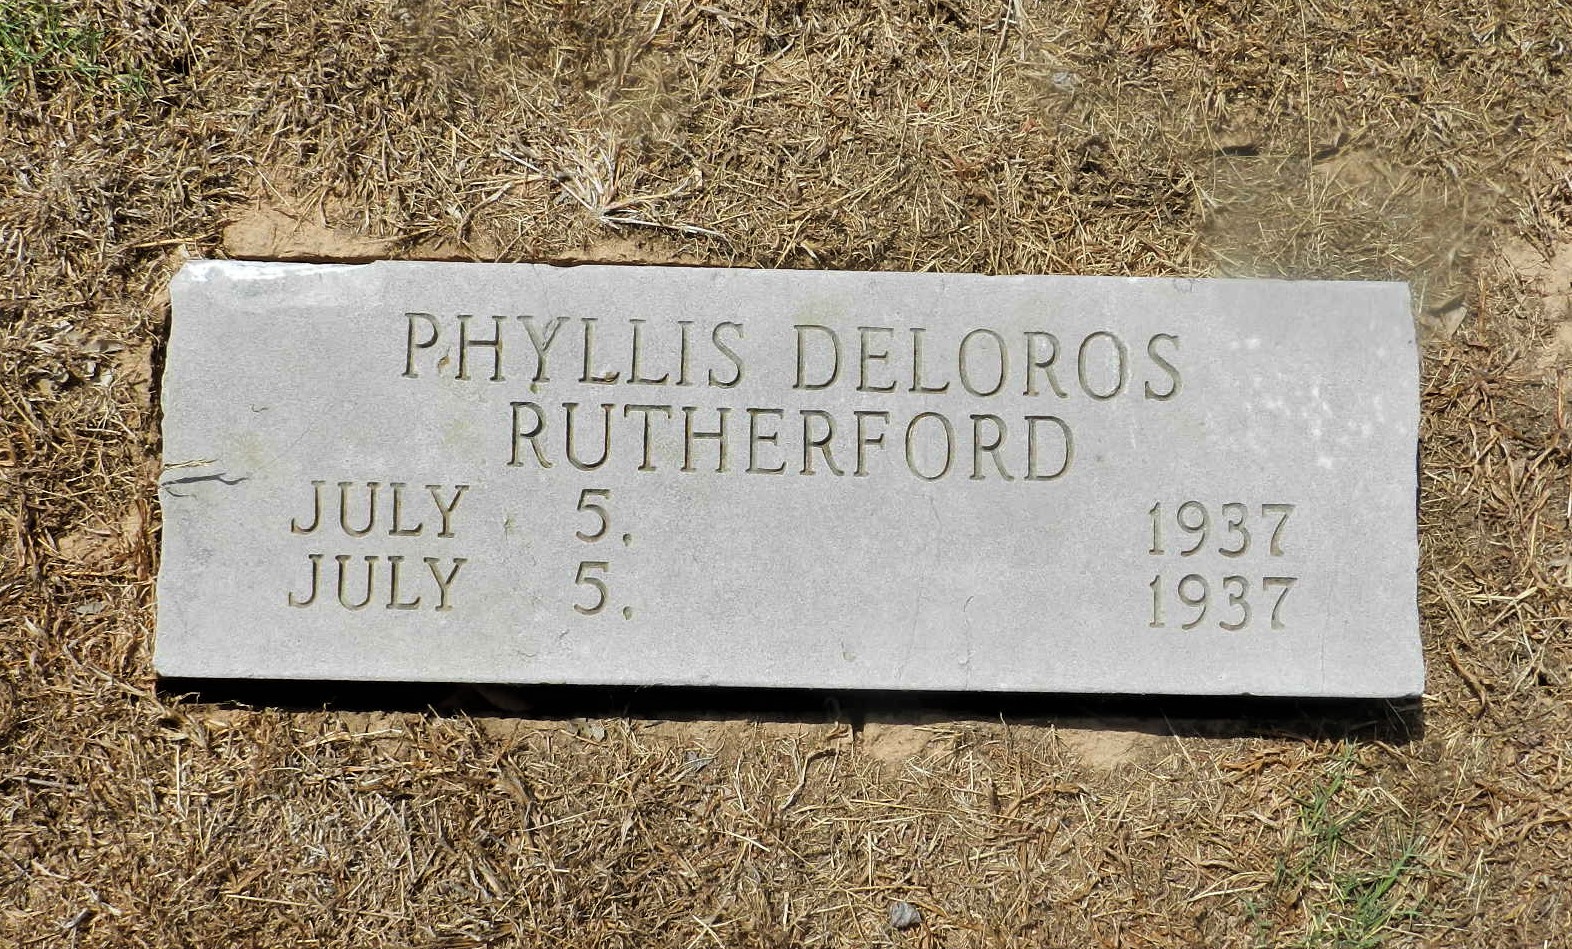 PHYLLIS DELOROS
RUTHERFORD
JULY 5, 1937
JULY 5, 1937